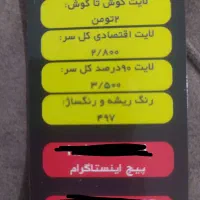 لایت گوش تا گوش:
۲تومن
لایت اقتصادی کل سر:
۲/۸۰۰
لایت ۹۰درصد کل سر:
۳/۵۰۰
رنگ ریشه و رنگساژ:
۴۹۷
پیج اینستاگرام